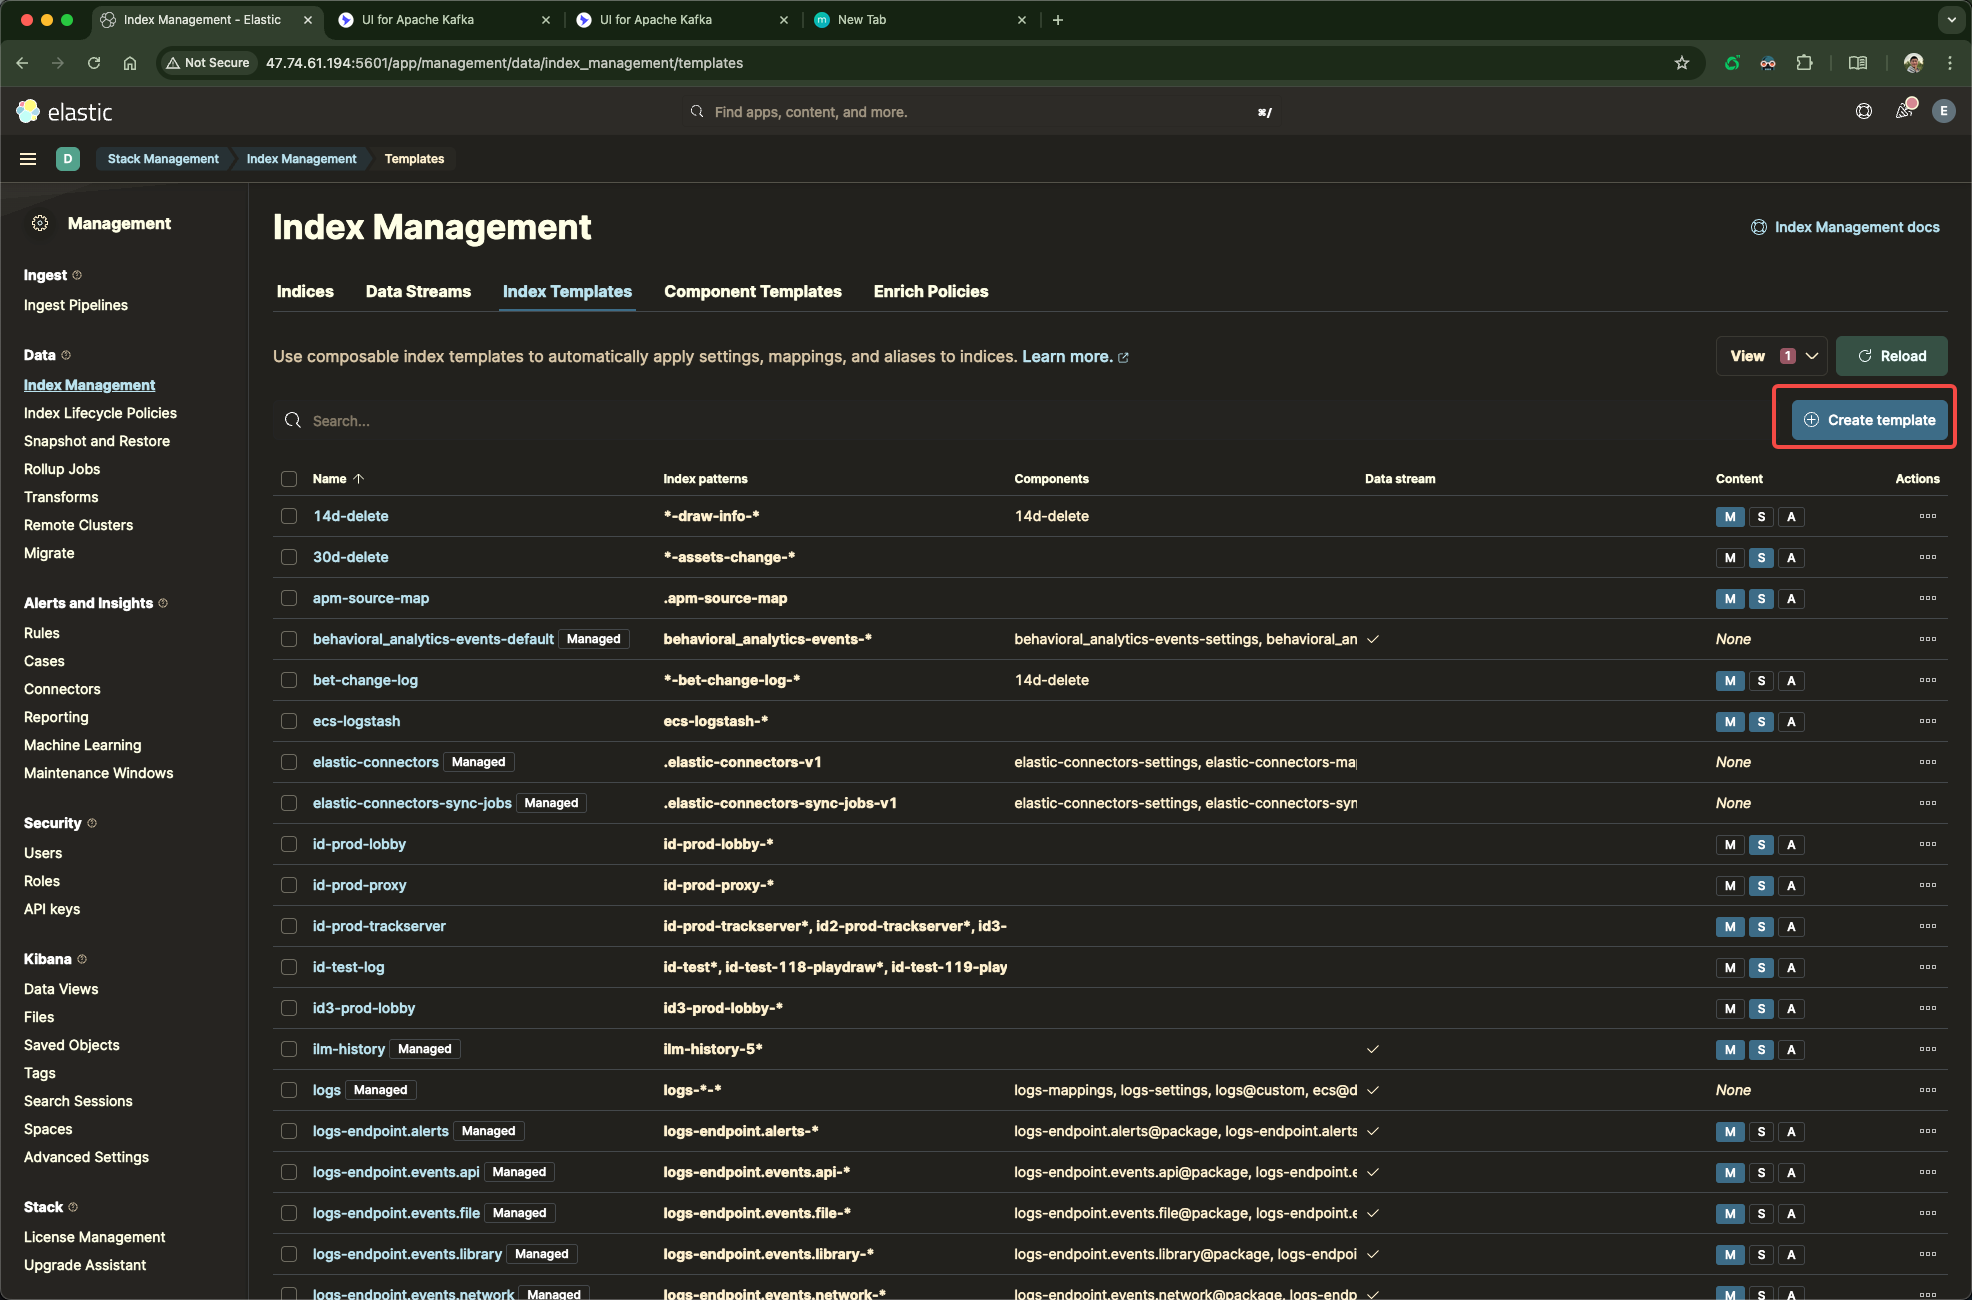 Index Management - Elastic
UI for Apache Kafka
UI for Apache Kafka
New Tab
Not Secure
47.74.61.194:5601/app/management/data/index_management/templates
elastic
Find apps, content, and more.
⌘/
E
D
Stack Management
Index Management
Templates
Management
Ingest
Ingest Pipelines
Data
Index Management
Index Lifecycle Policies
Snapshot and Restore
Rollup Jobs
Transforms
Remote Clusters
Migrate
Alerts and Insights
Rules
Cases
Connectors
Reporting
Machine Learning
Maintenance Windows
Security
Users
Roles
API keys
Kibana
Data Views
Files
Saved Objects
Tags
Search Sessions
Spaces
Advanced Settings
Stack
License Management
Upgrade Assistant
Index Management
Index Management docs
Indices Data Streams Index Templates Component Templates Enrich Policies
Use composable index templates to automatically apply settings, mappings, and aliases to indices. Learn more.
View 1
Reload
Search...
Create template
Name Index patterns Components Data stream Content Actions
14d-delete *-draw-info-* 14d-delete M S A
30d-delete *-assets-change-* M S A
apm-source-map .apm-source-map M S A
behavioral_analytics-events-default Managed behavioral_analytics-events-* behavioral_analytics-events-settings, behavioral_an None
bet-change-log *-bet-change-log-* 14d-delete M S A
ecs-logstash ecs-logstash-* M S A
elastic-connectors Managed .elastic-connectors-v1 elastic-connectors-settings, elastic-connectors-ma None
elastic-connectors-sync-jobs Managed .elastic-connectors-sync-jobs-v1 elastic-connectors-settings, elastic-connectors-syn None
id-prod-lobby id-prod-lobby-* M S A
id-prod-proxy id-prod-proxy-* M S A
id-prod-trackserver id-prod-trackserver*, id2-prod-trackserver*, id3- M S A
id-test-log id-test*, id-test-118-playdraw*, id-test-119-play M S A
id3-prod-lobby id3-prod-lobby-* M S A
ilm-history Managed ilm-history-5* M S A
logs Managed logs-*-* logs-mappings, logs-settings, logs@custom, ecs@d None
logs-endpoint.alerts Managed logs-endpoint.alerts-* logs-endpoint.alerts@package, logs-endpoint.alerts M S A
logs-endpoint.events.api Managed logs-endpoint.events.api-* logs-endpoint.events.api@package, logs-endpoint.e M S A
logs-endpoint.events.file Managed logs-endpoint.events.file-* logs-endpoint.events.file@package, logs-endpoint.e M S A
logs-endpoint.events.library Managed logs-endpoint.events.library-* logs-endpoint.events.library@package, logs-endpoi M S A
logs-endpoint.events.network Managed logs-endpoint.events.network-* logs-endpoint.events.network@package, logs-endp M S A